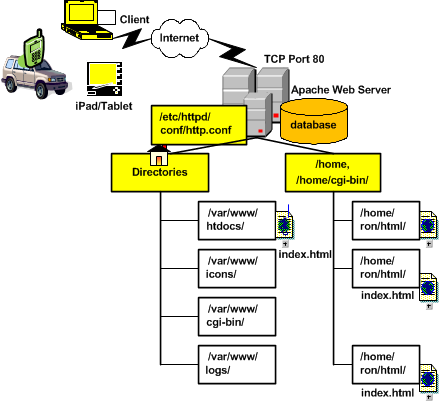 Client
Internet
TCP Port 80
iPad/Tablet
Apache Web Server
/etc/httpd/
conf/http.conf
database
Directories
/home,
/home/cgi-bin/
/var/www/
htdocs/
index.html
/home/
ron/html/
/var/www/
icons/
/home/
ron/html/
index.html
/var/www/
cgi-bin/
/var/www/
logs/
/home/
ron/html/
index.html